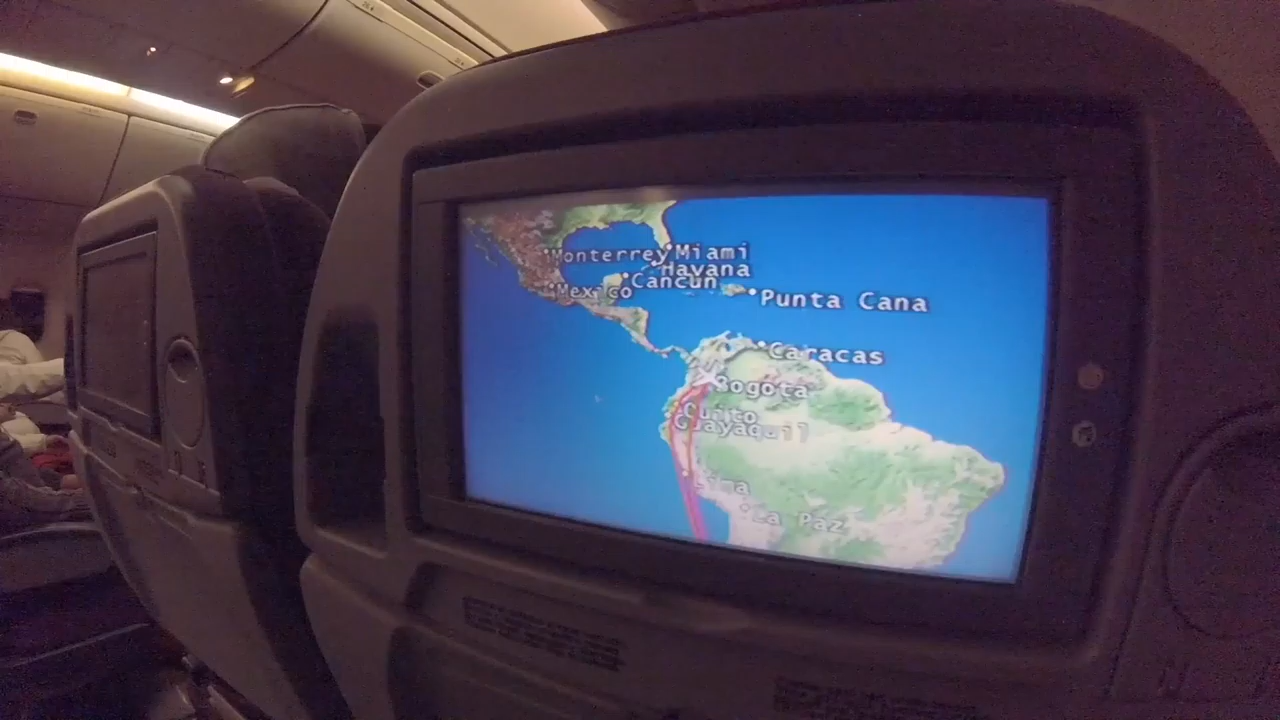 Monterrey
Miami
Havana
Cancun
Mexico
Punta Cana
Caracas
Bogota
Quito
Guayaquil
Lima
La Paz